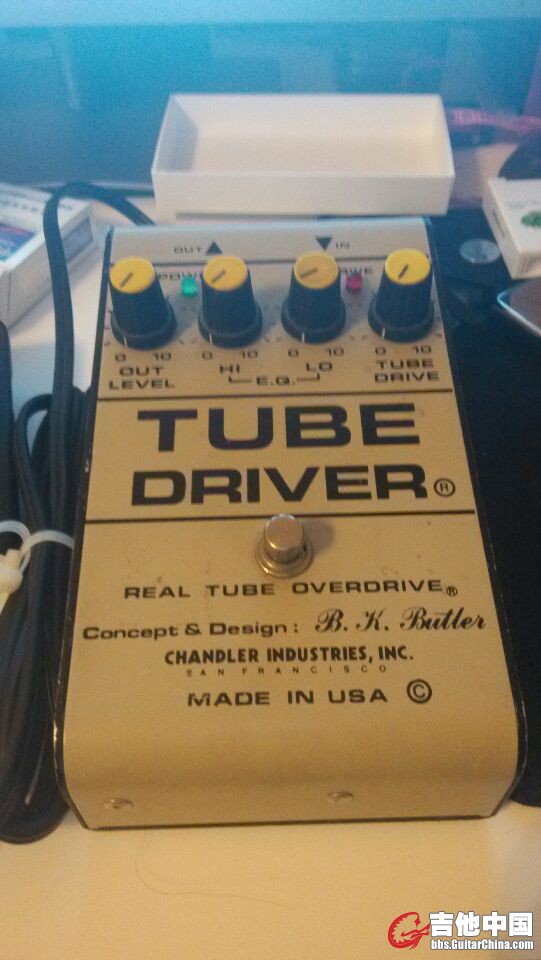 OUT ▲ ▼ IN
POWER
0 10 0 10 0 10 0 10
OUT LEVEL
HI LO
E.Q.
TUBE DRIVE
TUBE
DRIVER®
REAL TUBE OVERDRIVE®
Concept & Design: B. K. Butler
CHANDLER INDUSTRIES, INC.
SAN FRANCISCO
MADE IN USA ©
吉他中国
bbs.GuitarChina.com